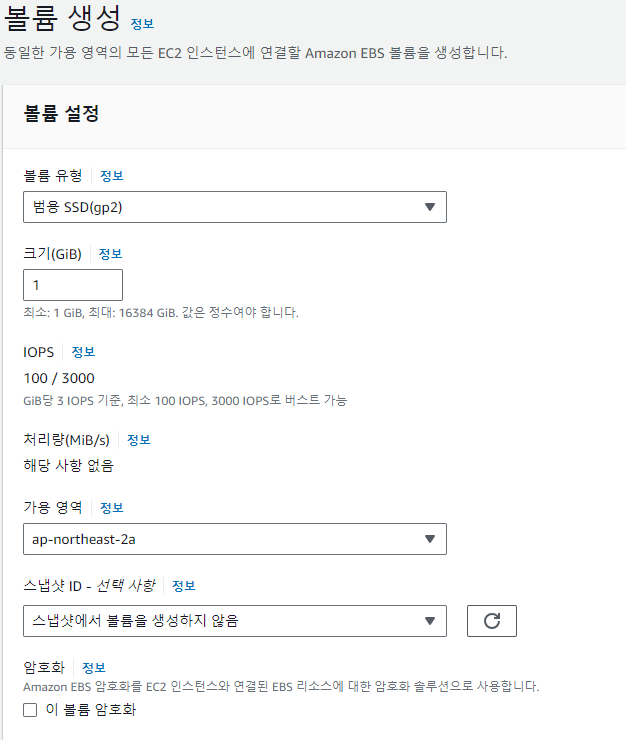 볼륨 생성 정보
동일한 가용 영역의 모든 EC2 인스턴스에 연결할 Amazon EBS 볼륨을 생성합니다.
볼륨 설정
볼륨 유형 정보
범용 SSD(gp2)
크기(GiB) 정보
1
최소: 1 GiB, 최대: 16384 GiB. 값은 정수여야 합니다.
IOPS 정보
100 / 3000
GiB당 3 IOPS 기준, 최소 100 IOPS, 3000 IOPS로 버스트 가능
처리량(MiB/s) 정보
해당 사항 없음
가용 영역 정보
ap-northeast-2a
스냅샷 ID - 선택 사항 정보
스냅샷에서 볼륨을 생성하지 않음
암호화 정보
Amazon EBS 암호화를 EC2 인스턴스와 연결된 EBS 리소스에 대한 암호화 솔루션으로 사용합니다.
이 볼륨 암호화